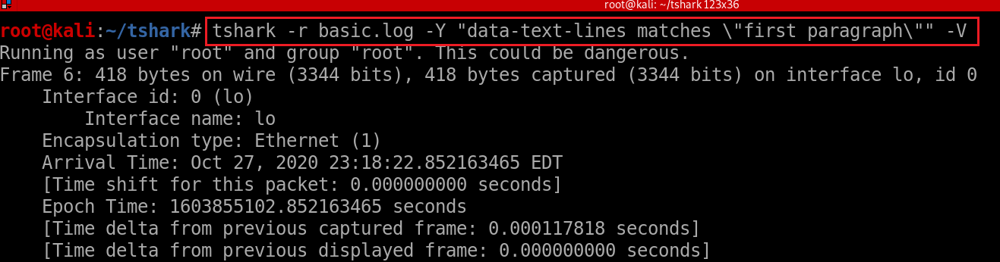 root@kali: ~/tshark 123x36
root@kali:~/tshark# tshark -r basic.log -Y "data-text-lines matches \"first paragraph\"" -V
Running as user "root" and group "root". This could be dangerous.
Frame 6: 418 bytes on wire (3344 bits), 418 bytes captured (3344 bits) on interface lo, id 0
    Interface id: 0 (lo)
        Interface name: lo
    Encapsulation type: Ethernet (1)
    Arrival Time: Oct 27, 2020 23:18:22.852163465 EDT
    [Time shift for this packet: 0.000000000 seconds]
    Epoch Time: 1603855102.852163465 seconds
    [Time delta from previous captured frame: 0.000117818 seconds]
    [Time delta from previous displayed frame: 0.000000000 seconds]